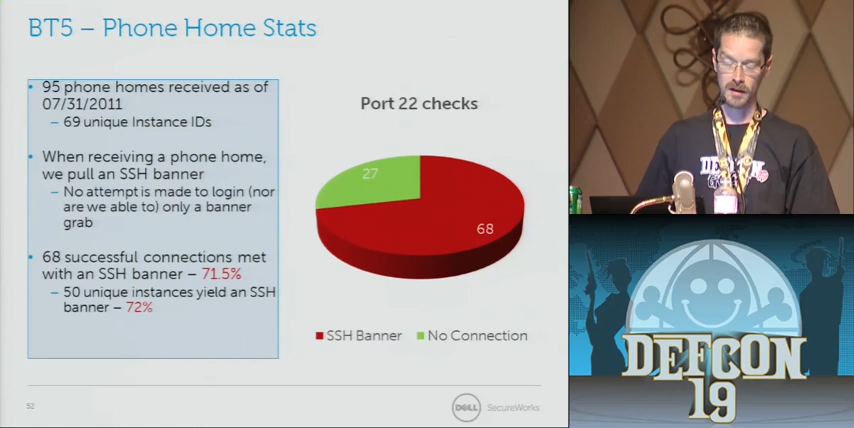 BT5 – Phone Home Stats
• 95 phone homes received as of
07/31/2011
– 69 unique Instance IDs
• When receiving a phone home,
we pull an SSH banner
– No attempt is made to login (nor
are we able to) only a banner
grab
• 68 successful connections met
with an SSH banner – 71.5%
– 50 unique instances yield an SSH
banner – 72%
Port 22 checks
27
68
SSH Banner
No Connection
52
DELL SecureWorks
DEFCON
19